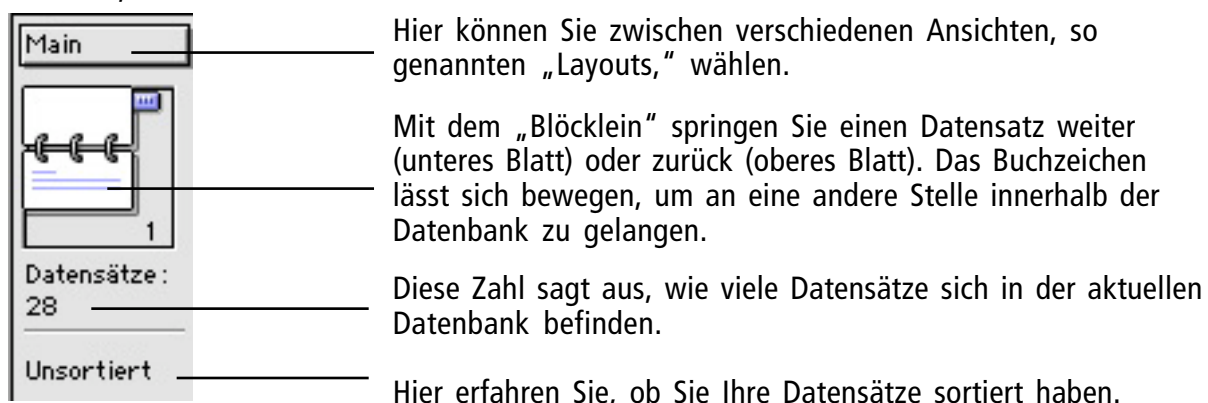 Main
Hier können Sie zwischen verschiedenen Ansichten, so
genannten „Layouts,“ wählen.
Mit dem „Blöcklein“ springen Sie einen Datensatz weiter
(unteres Blatt) oder zurück (oberes Blatt). Das Buchzeichen
lässt sich bewegen, um an eine andere Stelle innerhalb der
Datenbank zu gelangen.
1
Datensätze:
28
Diese Zahl sagt aus, wie viele Datensätze sich in der aktuellen
Datenbank befinden.
Unsortiert
Hier erfahren Sie, ob Sie Ihre Datensätze sortiert haben.